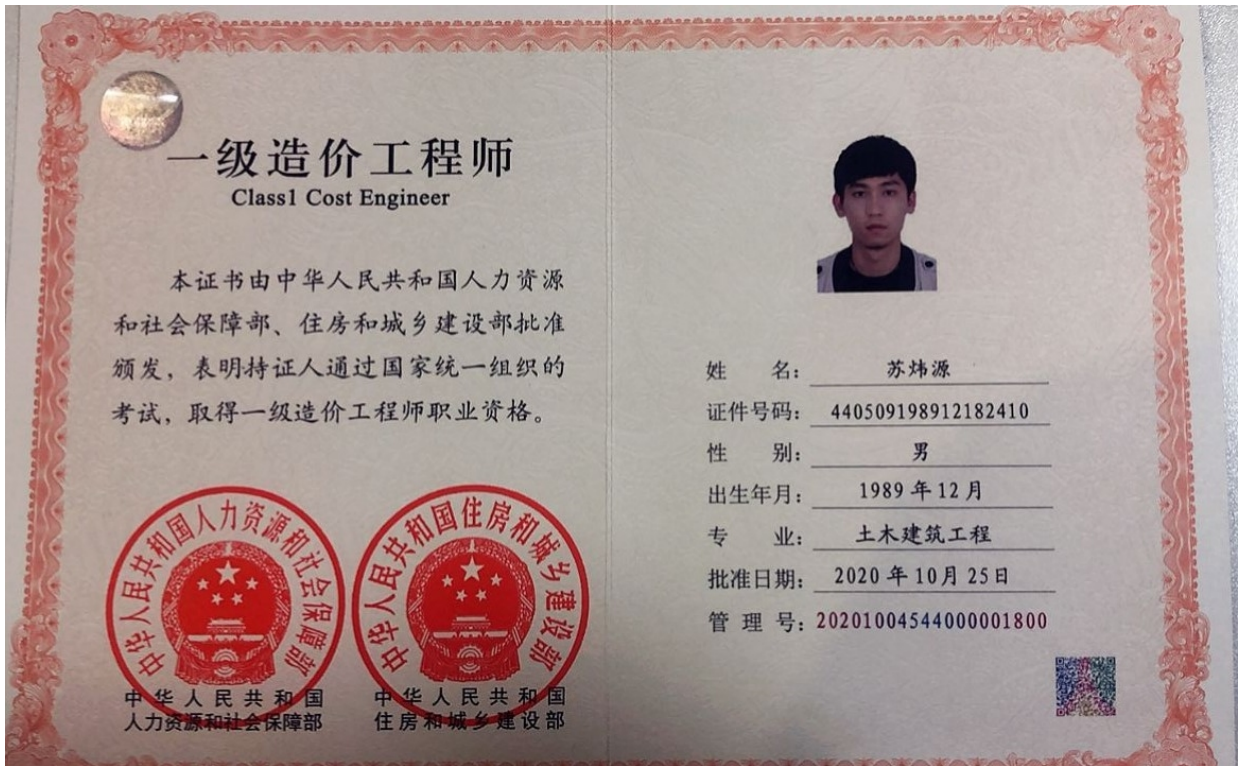 一级造价工程师
Class1 Cost Engineer
本证书由中华人民共和国人力资源
和社会保障部、住房和城乡建设部批准
颁发，表明持证人通过国家统一组织的
考试，取得一级造价工程师职业资格。
中华人民共和国人力资源和社会保障部
中华人民共和国住房和城乡建设部
中华人民共和国
人力资源和社会保障部
中华人民共和国
住房和城乡建设部
姓 名：苏炜源
证件号码：440509198912182410
性 别：男
出生年月：1989年12月
专 业：土木建筑工程
批准日期：2020年10月25日
管 理 号：20201004544000001800